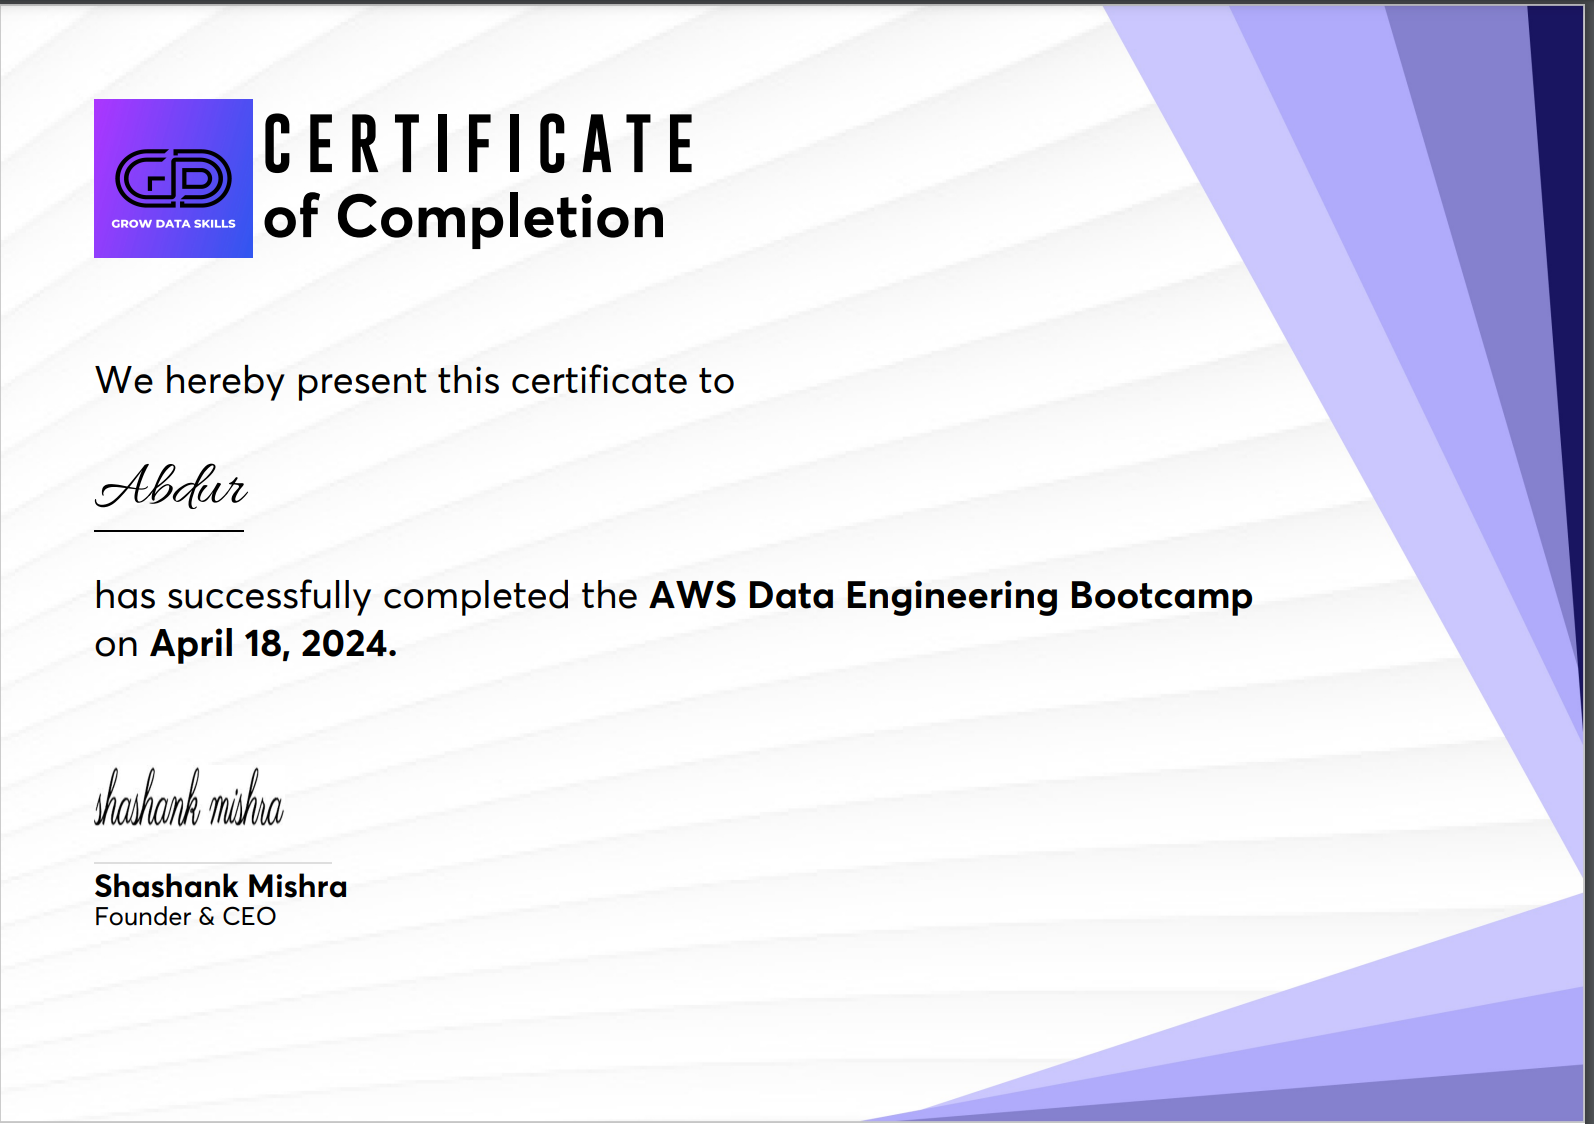 CERTIFICATE
of Completion
GROW DATA SKILLS
We hereby present this certificate to
Abdur
has successfully completed the AWS Data Engineering Bootcamp
on April 18, 2024.
shashank mishra
Shashank Mishra
Founder & CEO